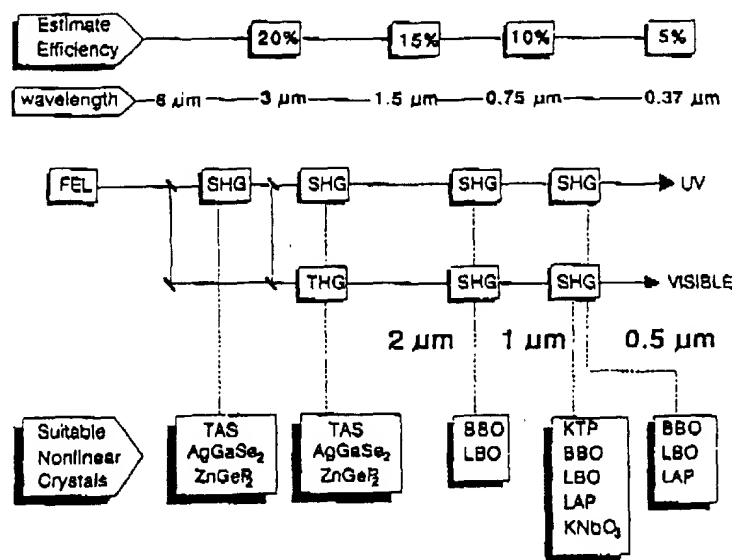 Estimate
Efficiency
20% 15% 10% 5%
wavelength 6 µm 3 µm 1.5 µm 0.75 µm 0.37 µm
FEL SHG SHG SHG SHG UV
THG SHG SHG VISIBLE
2 µm 1 µm 0.5 µm
Suitable
Nonlinear
Crystals
TAS
AgGaSe₂
ZnGeP₂
TAS
AgGaSe₂
ZnGeP₂
BBO
LBO
KTP
BBO
LBO
LAP
KNbO₃
BBO
LBO
LAP